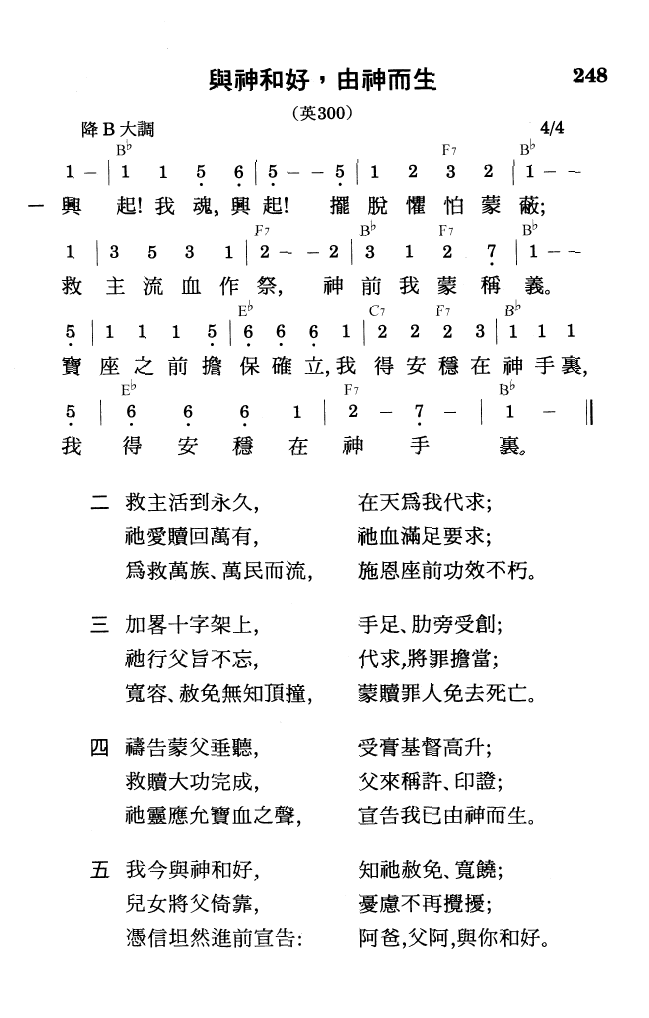 與神和好，由神而生 248
（英300）
降 B 大調 4/4
B♭ F7 B♭
1 – | 1 1 5 6 | 5 – – 5 | 1 2 3 2 | 1 – –
一 興 起! 我 魂, 興 起! 擺 脫 懼 怕 蒙 蔽;
F7 B♭ F7 B♭
1 | 3 5 3 1 | 2 – – 2 | 3 1 2 7 | 1 – –
救 主 流 血 作 祭, 神 前 我 蒙 稱 義。
E♭ C7 F7 B♭
5 | 1 1 1 5 | 6 6 6 1 | 2 2 2 3 | 1 1 1
寶 座 之 前 擔 保 確 立, 我 得 安 穩 在 神 手 裏,
E♭ F7 B♭
5 | 6 6 6 1 | 2 – 7 – | 1 – ‖
我 得 安 穩 在 神 手 裏。
二 救主活到永久, 在天爲我代求;
祂愛贖回萬有, 祂血滿足要求;
爲救萬族、萬民而流, 施恩座前功效不朽。
三 加畧十字架上, 手足、肋旁受創;
祂行父旨不忘, 代求,將罪擔當;
寬容、赦免無知頂撞, 蒙贖罪人免去死亡。
四 禱告蒙父垂聽, 受膏基督高升;
救贖大功完成, 父來稱許、印證;
祂靈應允寶血之聲, 宣告我已由神而生。
五 我今與神和好, 知祂赦免、寬饒;
兒女將父倚靠, 憂慮不再攪擾;
憑信坦然進前宣告: 阿爸,父阿,與你和好。